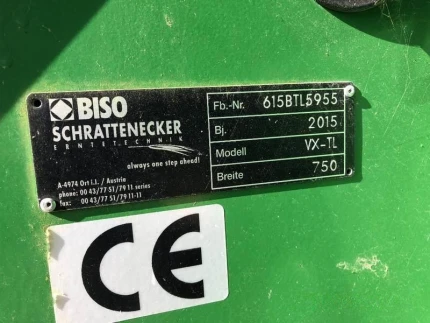 BISO
SCHRATTENECKER
ERNTETECHNIK
always one step ahead!
A-4974 Ort i.I. / Austria
phone: 00 43/77 51/79 11 series
fax: 00 43/77 51/79 11-11
Fb.-Nr. 615BTL5955
Bj. 2015
Modell VX-TL
Breite 750
CE